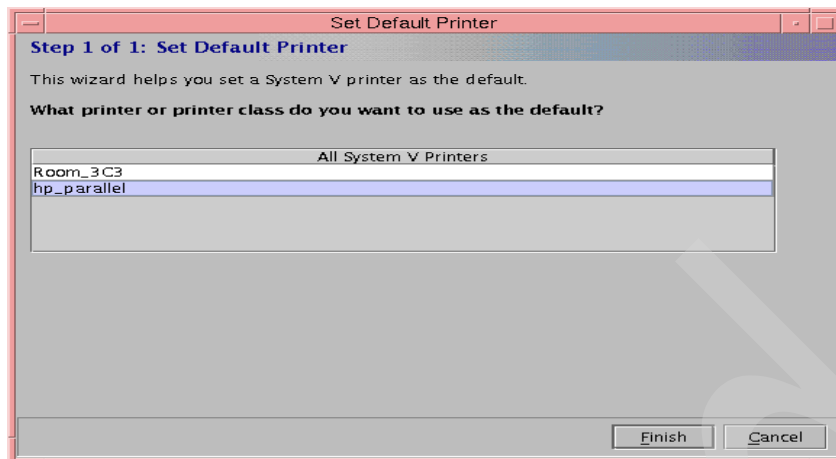 Set Default Printer
Step 1 of 1: Set Default Printer
This wizard helps you set a System V printer as the default.
What printer or printer class do you want to use as the default?
All System V Printers
Room_3C3
hp_parallel
Finish
Cancel